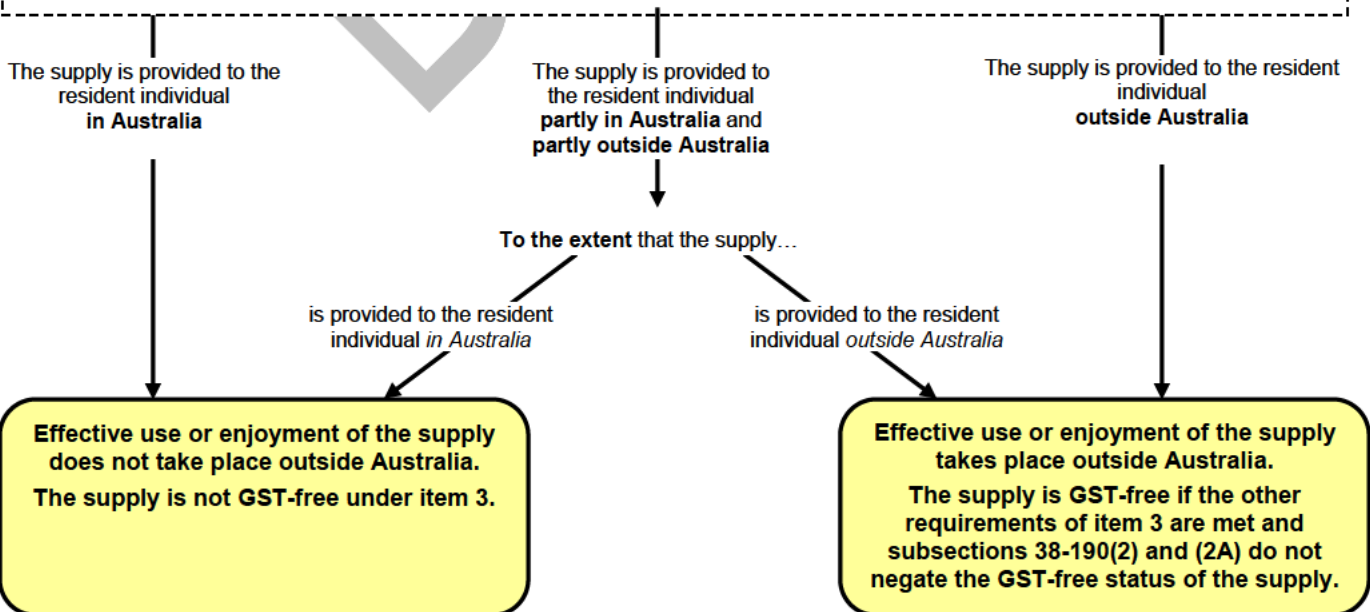 The supply is provided to the
resident individual
in Australia
The supply is provided to
the resident individual
partly in Australia and
partly outside Australia
The supply is provided to the resident
individual
outside Australia
To the extent that the supply…
is provided to the resident
individual in Australia
is provided to the resident
individual outside Australia
Effective use or enjoyment of the supply
does not take place outside Australia.
The supply is not GST-free under item 3.
Effective use or enjoyment of the supply
takes place outside Australia.
The supply is GST-free if the other
requirements of item 3 are met and
subsections 38-190(2) and (2A) do not
negate the GST-free status of the supply.